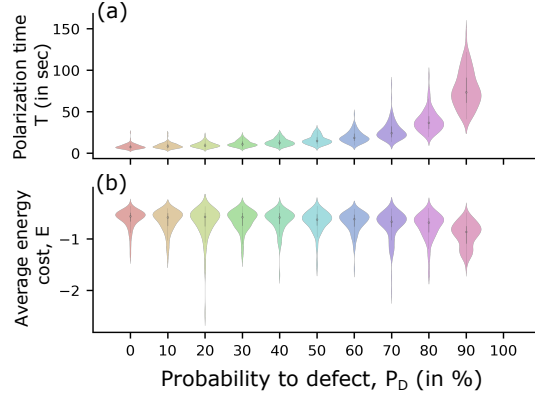 (a)
Polarization time
T (in sec)
150
100
50
0
(b)
Average energy
cost, E
−1
−2
0 10 20 30 40 50 60 70 80 90 100
Probability to defect, P_D (in %)